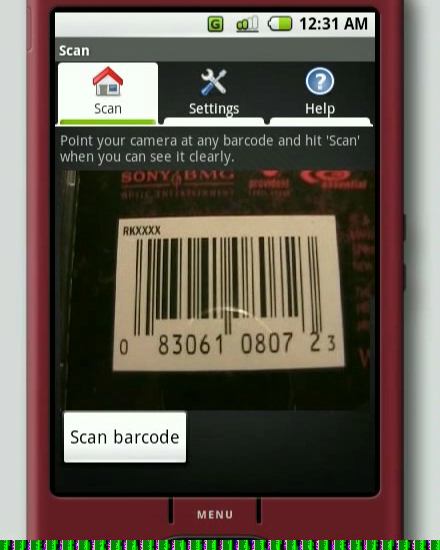 G 12:31 AM
Scan
Scan Settings Help
Point your camera at any barcode and hit 'Scan'
when you can see it clearly.
SONY BMG
MUSIC ENTERTAINMENT
provident
essential
RKXXXX
0 83061 0807 2 3
Scan barcode
MENU